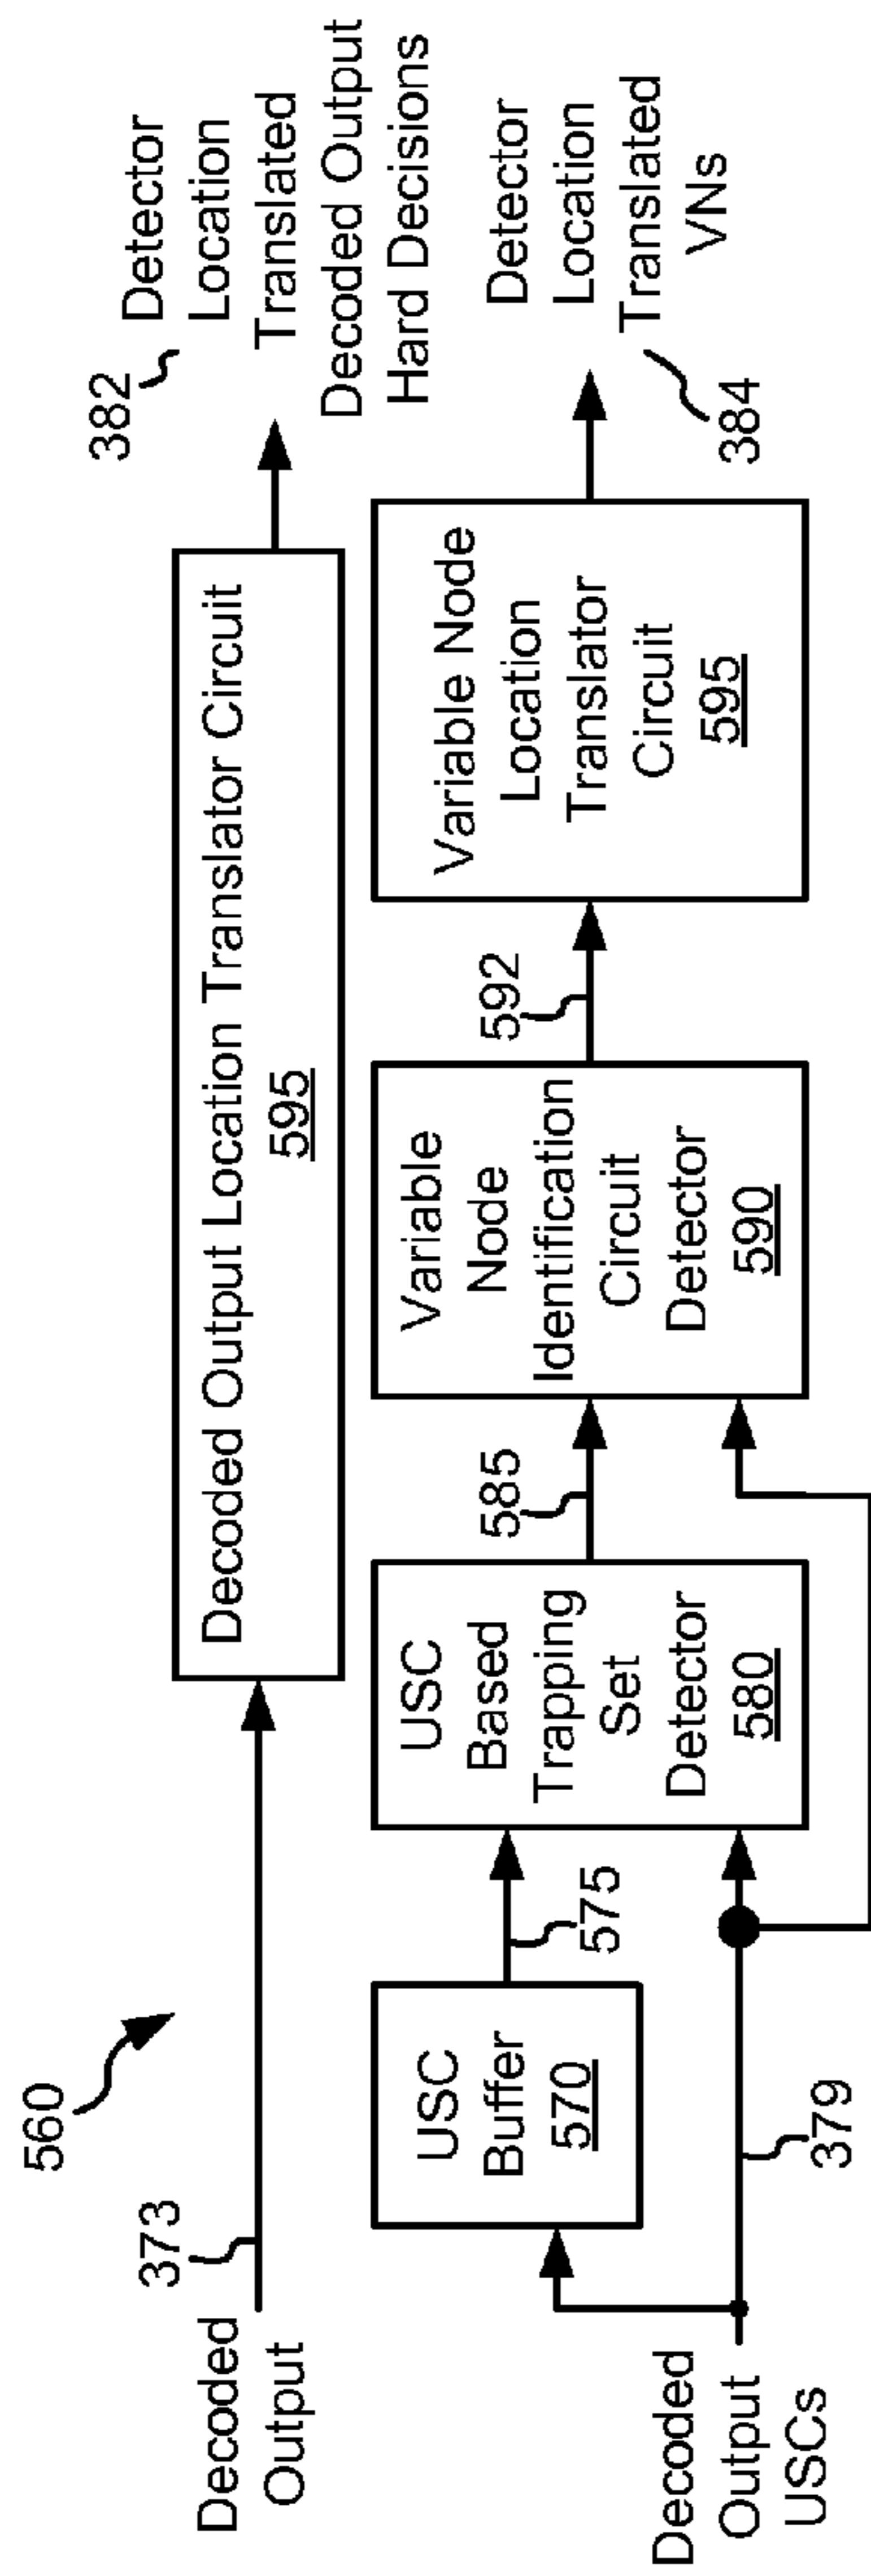 560
373
Decoded
Output
Decoded Output Location Translator Circuit
595
382
Detector
Location
Translated
Decoded Output
Hard Decisions
Decoded
Output
USCs
379
USC
Buffer
570
575
USC
Based
Trapping
Set
Detector
580
585
Variable
Node
Identification
Circuit
Detector
590
592
Variable Node
Location
Translator
Circuit
595
Detector
Location
Translated
VNs
384